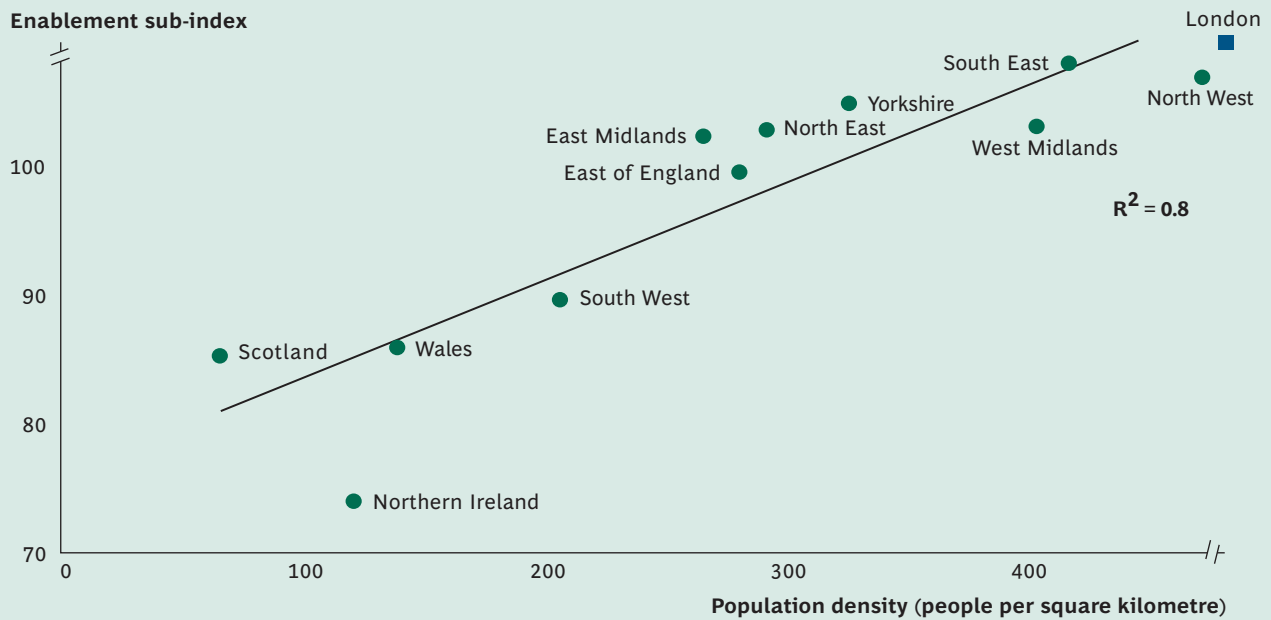 Enablement sub-index
London
South East
North West
Yorkshire
North East
East Midlands
West Midlands
100
East of England
R2 = 0.8
90
South West
Scotland
Wales
80
Northern Ireland
70
0 100 200 300 400
Population density (people per square kilometre)